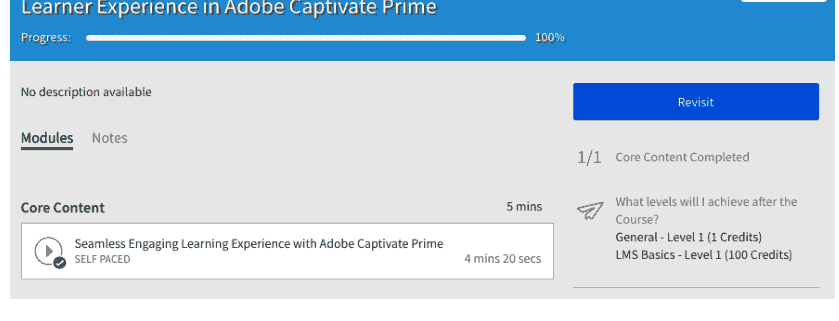 Learner Experience in Adobe Captivate Prime
Progress: 100%
No description available
Revisit
Modules Notes
1/1 Core Content Completed
What levels will I achieve after the
Course?
General - Level 1 (1 Credits)
LMS Basics - Level 1 (100 Credits)
Core Content 5 mins
Seamless Engaging Learning Experience with Adobe Captivate Prime
SELF PACED 4 mins 20 secs